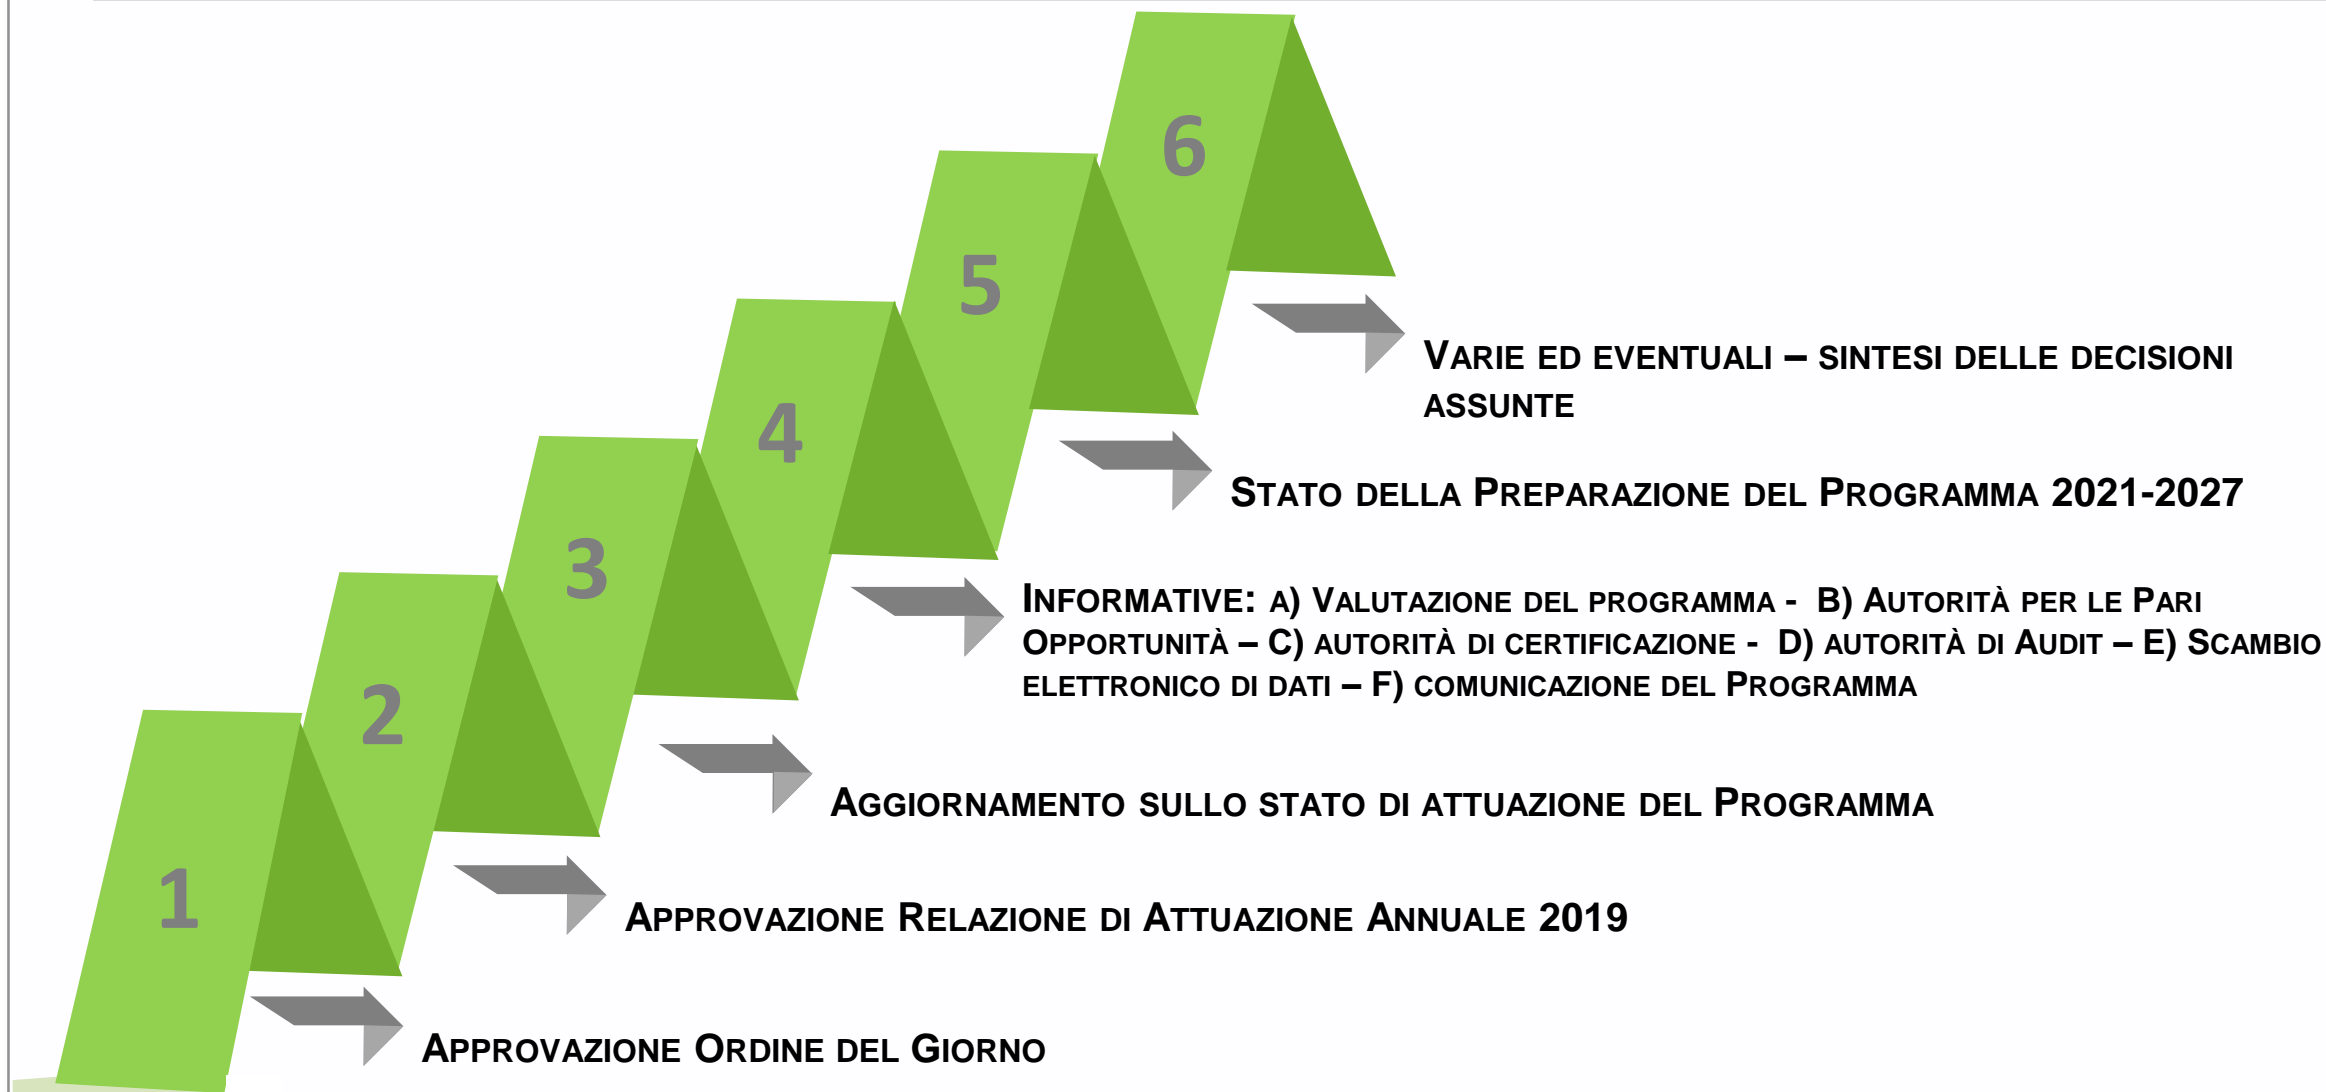 6
5
4
3
2
1
VARIE ED EVENTUALI – SINTESI DELLE DECISIONI
ASSUNTE
STATO DELLA PREPARAZIONE DEL PROGRAMMA 2021-2027
INFORMATIVE: A) VALUTAZIONE DEL PROGRAMMA - B) AUTORITÀ PER LE PARI
OPPORTUNITÀ – C) AUTORITÀ DI CERTIFICAZIONE - D) AUTORITÀ DI AUDIT – E) SCAMBIO
ELETTRONICO DI DATI – F) COMUNICAZIONE DEL PROGRAMMA
AGGIORNAMENTO SULLO STATO DI ATTUAZIONE DEL PROGRAMMA
APPROVAZIONE RELAZIONE DI ATTUAZIONE ANNUALE 2019
APPROVAZIONE ORDINE DEL GIORNO